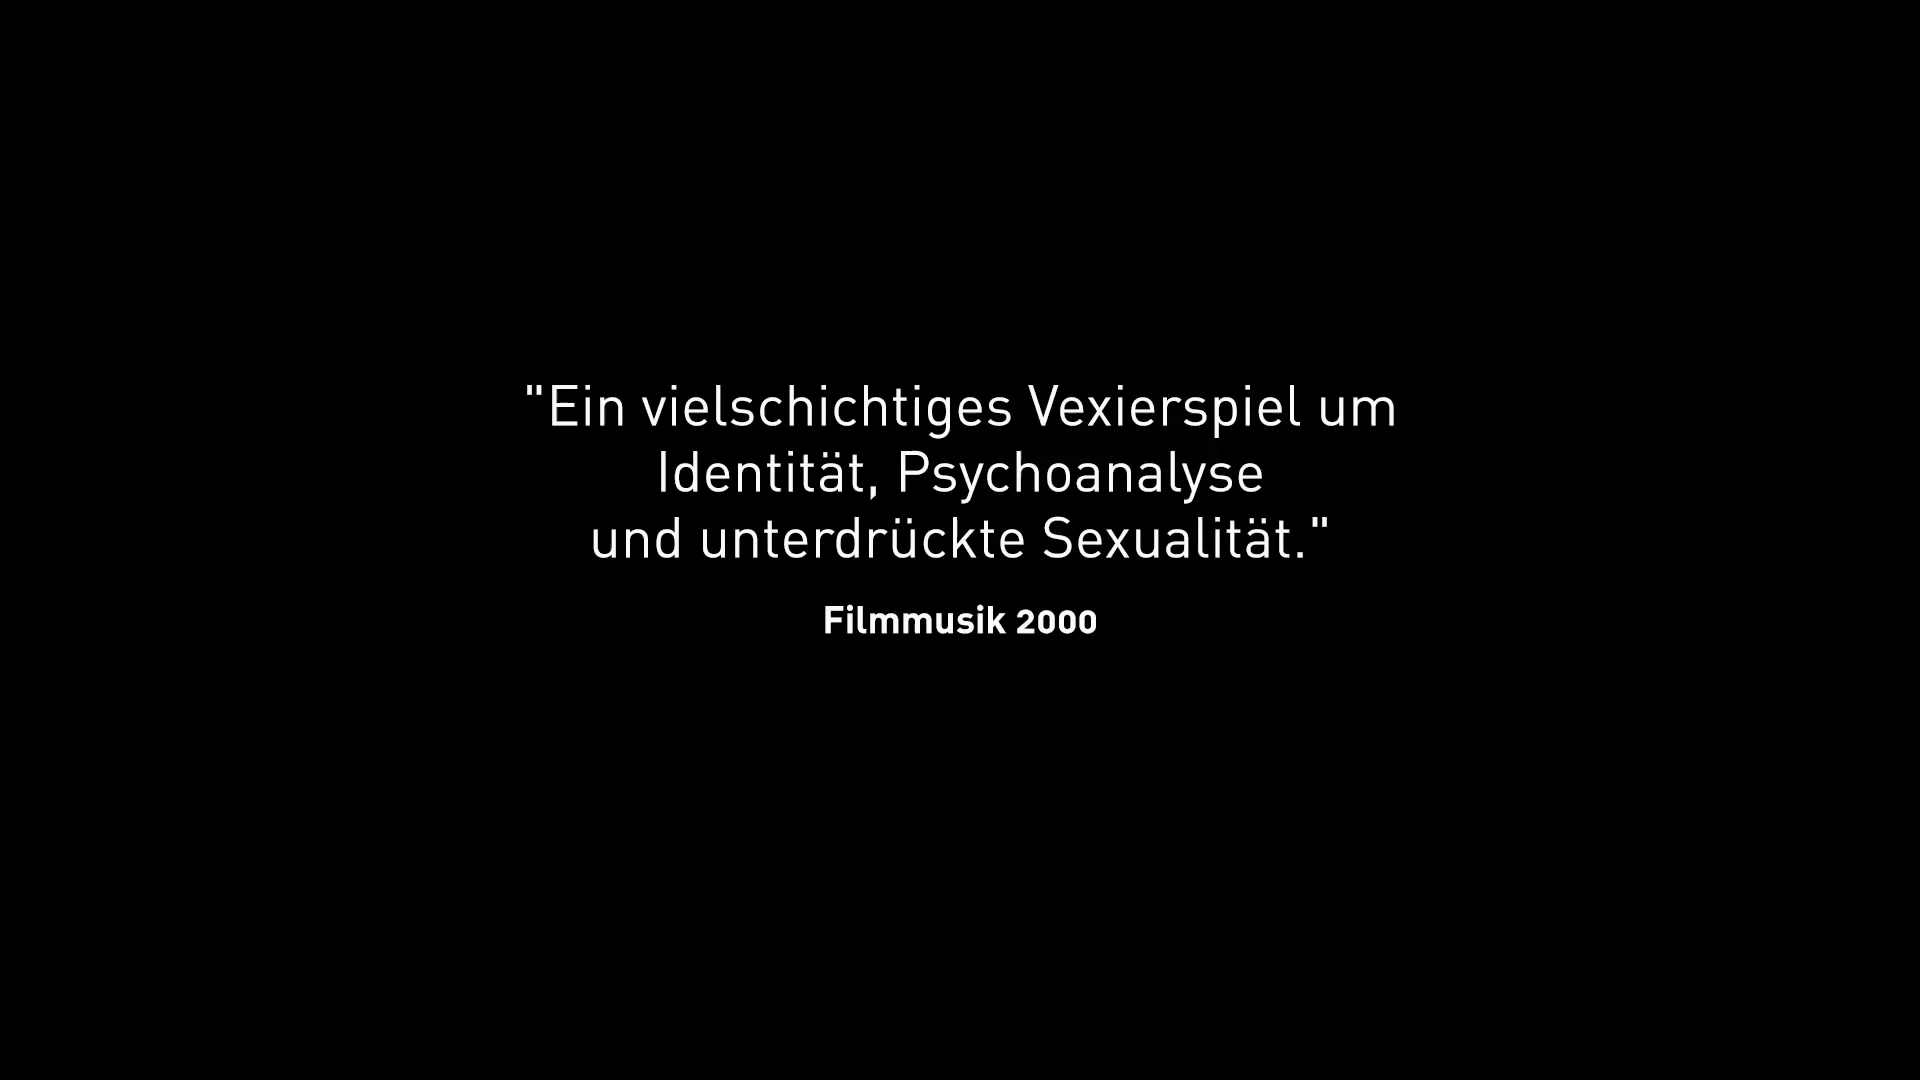 "Ein vielschichtiges Vexierspiel um
Identität, Psychoanalyse
und unterdrückte Sexualität."
Filmmusik 2000